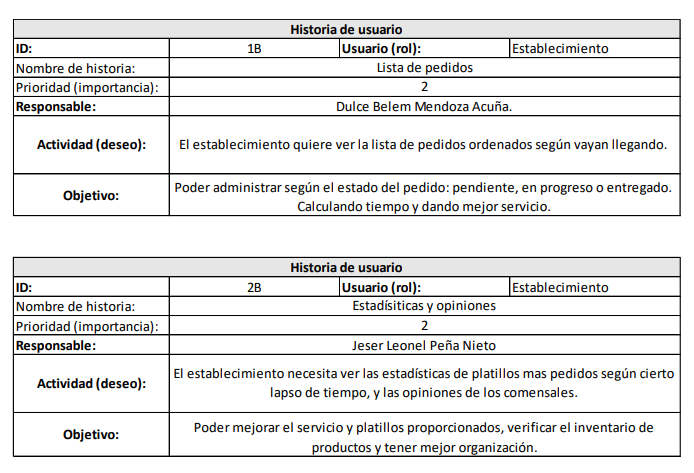 Historia de usuario
ID: 1B Usuario (rol): Establecimiento
Nombre de historia: Lista de pedidos
Prioridad (importancia): 2
Responsable: Dulce Belem Mendoza Acuña.
Actividad (deseo): El establecimiento quiere ver la lista de pedidos ordenados según vayan llegando.
Objetivo: Poder administrar según el estado del pedido: pendiente, en progreso o entregado.
Calculando tiempo y dando mejor servicio.
Historia de usuario
ID: 2B Usuario (rol): Establecimiento
Nombre de historia: Estadísiticas y opiniones
Prioridad (importancia): 2
Responsable: Jeser Leonel Peña Nieto
Actividad (deseo): El establecimiento necesita ver las estadísticas de platillos mas pedidos según cierto
lapso de tiempo, y las opiniones de los comensales.
Objetivo: Poder mejorar el servicio y platillos proporcionados, verificar el inventario de
productos y tener mejor organización.